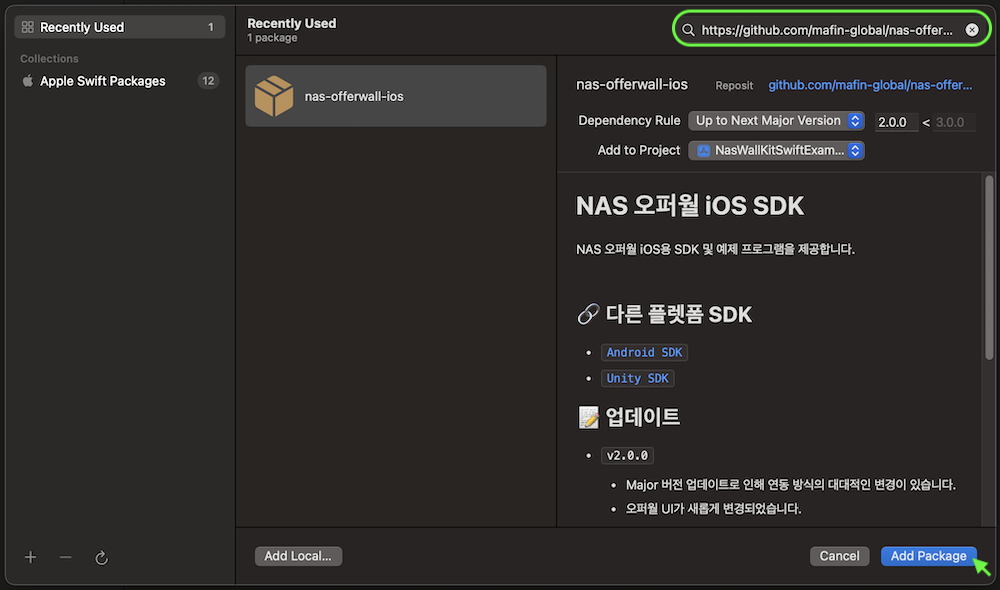 Recently Used 1
Collections
Apple Swift Packages 12
Recently Used
1 package
https://github.com/mafin-global/nas-offer...
nas-offerwall-ios
nas-offerwall-ios Reposit github.com/mafin-global/nas-offer...
Dependency Rule Up to Next Major Version 2.0.0 < 3.0.0
Add to Project NasWallKitSwiftExam...
NAS 오퍼월 iOS SDK
NAS 오퍼월 iOS용 SDK 및 예제 프로그램을 제공합니다.
🔗 다른 플렛폼 SDK
• Android SDK
• Unity SDK
📝 업데이트
• v2.0.0
• Major 버전 업데이트로 인해 연동 방식의 대대적인 변경이 있습니다.
• 오퍼월 UI가 새롭게 변경되었습니다.
Add Local... Cancel Add Package